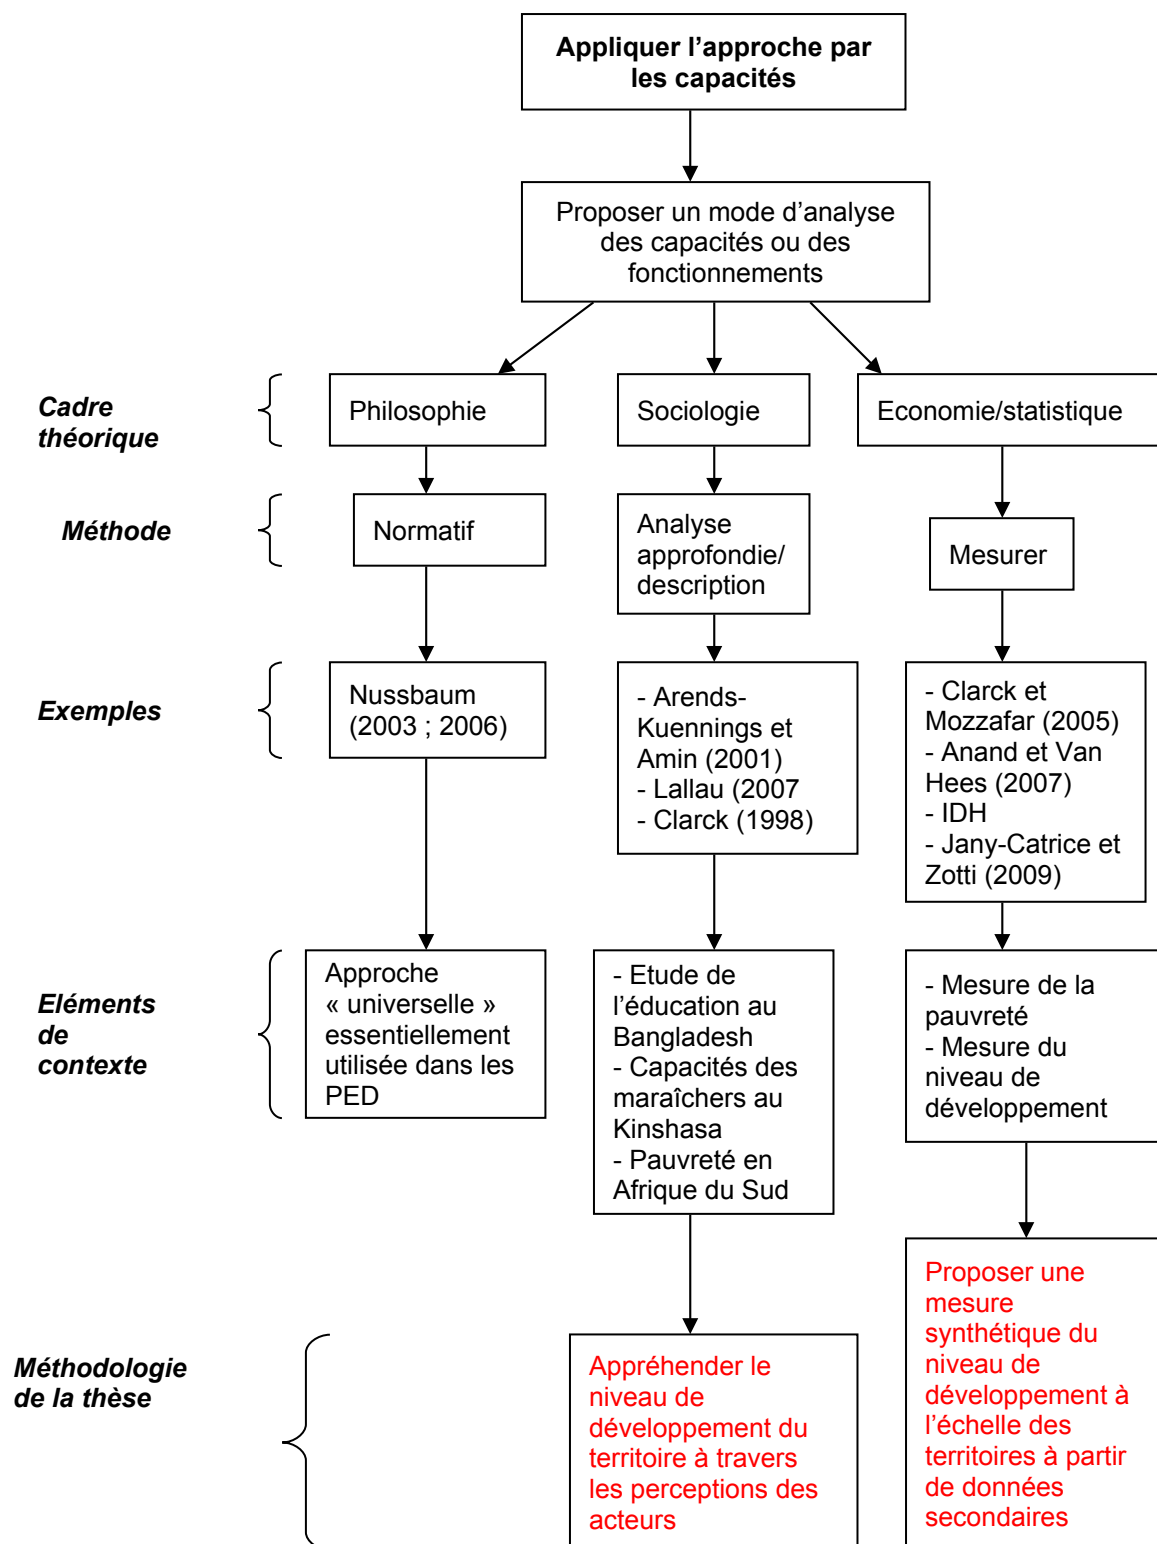 Appliquer l’approche par
les capacités
Proposer un mode d’analyse
des capacités ou des
fonctionnements
Cadre
théorique
Philosophie
Sociologie
Economie/statistique
Méthode
Normatif
Analyse
approfondie/
description
Mesurer
Exemples
Nussbaum
(2003 ; 2006)
- Arends-
Kuennings et
Amin (2001)
- Lallau (2007
- Clarck (1998)
- Clarck et
Mozzafar (2005)
- Anand et Van
Hees (2007)
- IDH
- Jany-Catrice et
Zotti (2009)
Eléments
de
contexte
Approche
« universelle »
essentiellement
utilisée dans les
PED
- Etude de
l’éducation au
Bangladesh
- Capacités des
maraîchers au
Kinshasa
- Pauvreté en
Afrique du Sud
- Mesure de la
pauvreté
- Mesure du
niveau de
développement
Méthodologie
de la thèse
Appréhender le
niveau de
développement du
territoire à travers
les perceptions des
acteurs
Proposer une
mesure
synthétique du
niveau de
développement à
l’échelle des
territoires à partir
de données
secondaires